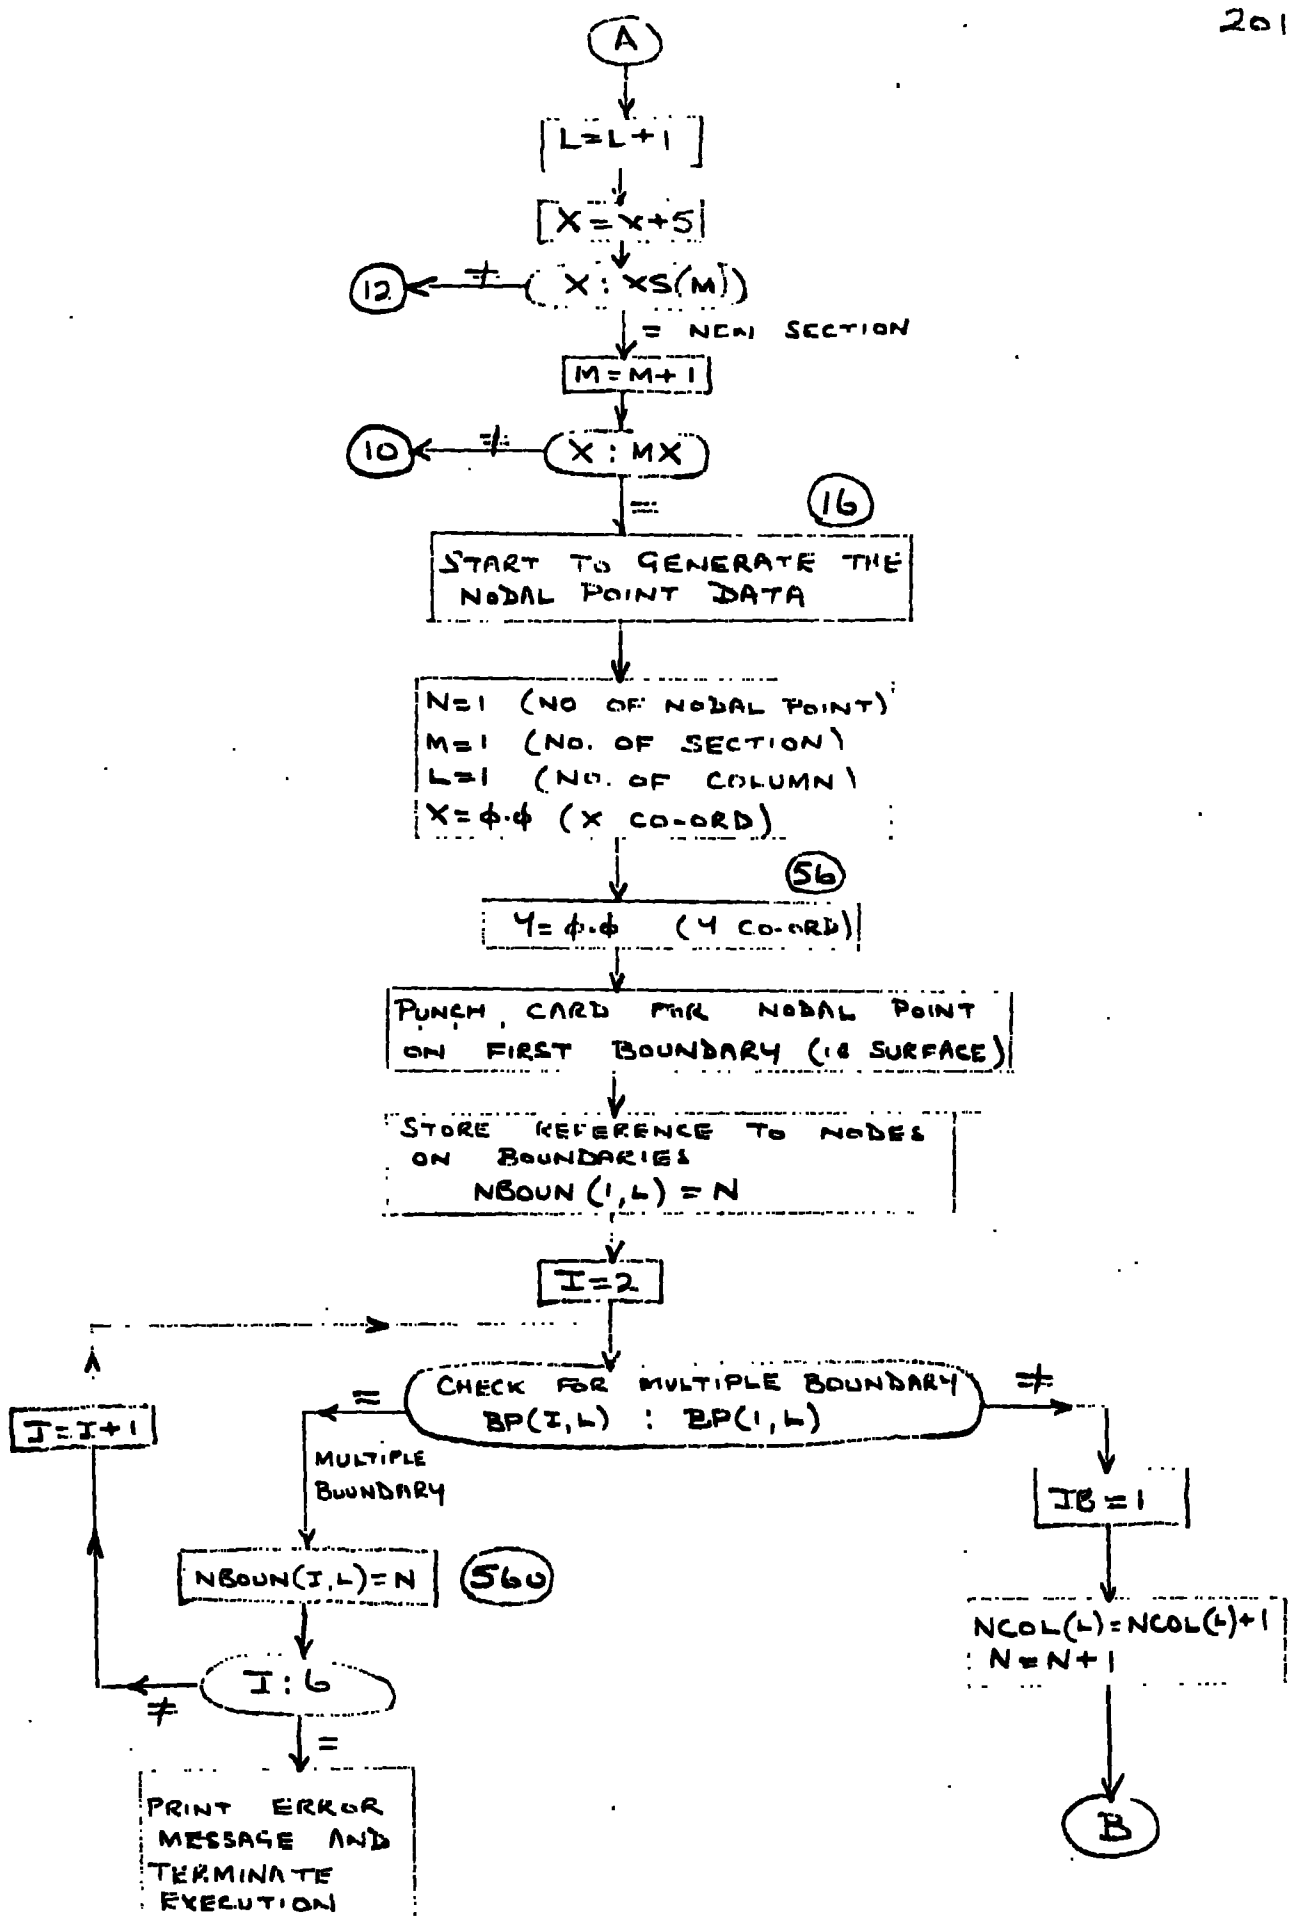 201
A
L=L+1
X=X+5
12
≠
X : XS(M)
= NEW SECTION
M=M+1
10
≠
X : MX
=
16
START TO GENERATE THE
NODAL POINT DATA
N=1 (NO OF NODAL POINT)
M=1 (NO. OF SECTION)
L=1 (NO. OF COLUMN)
X=φ.φ (X CO-ORD)
56
Y=φ.φ (Y CO-ORD)
PUNCH CARD FOR NODAL POINT
ON FIRST BOUNDARY (IE SURFACE)
STORE REFERENCE TO NODES
ON BOUNDARIES
NBOUN(1,L) = N
I=2
CHECK FOR MULTIPLE BOUNDARY
BP(I,L) : BP(1,L)
=
≠
I=I+1
MULTIPLE
BOUNDARY
IB=1
NBOUN(I,L)=N
560
NCOL(L)=NCOL(L)+1
N=N+1
I:6
≠
=
PRINT ERROR
MESSAGE AND
TERMINATE
EXECUTION
B